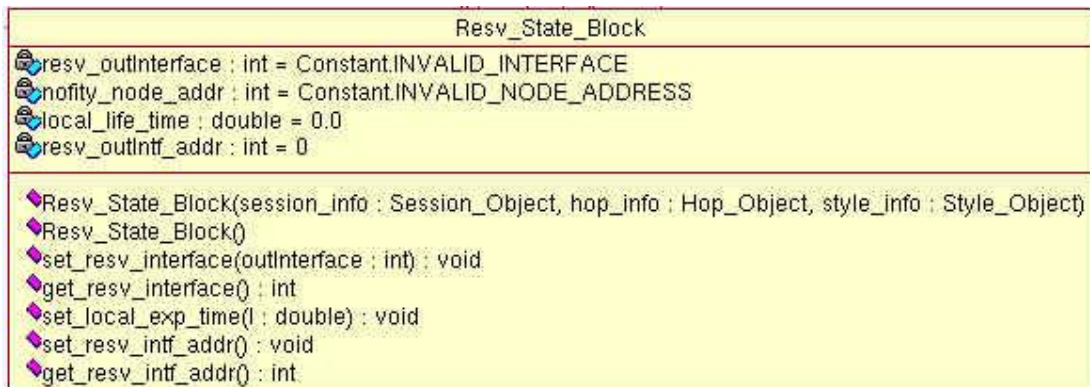 Resv_State_Block
resv_outInterface : int = Constant.INVALID_INTERFACE
nofity_node_addr : int = Constant.INVALID_NODE_ADDRESS
local_life_time : double = 0.0
resv_outIntf_addr : int = 0
Resv_State_Block(session_info : Session_Object, hop_info : Hop_Object, style_info : Style_Object)
Resv_State_Block()
set_resv_interface(outInterface : int) : void
get_resv_interface() : int
set_local_exp_time(l : double) : void
set_resv_intf_addr() : void
get_resv_intf_addr() : int